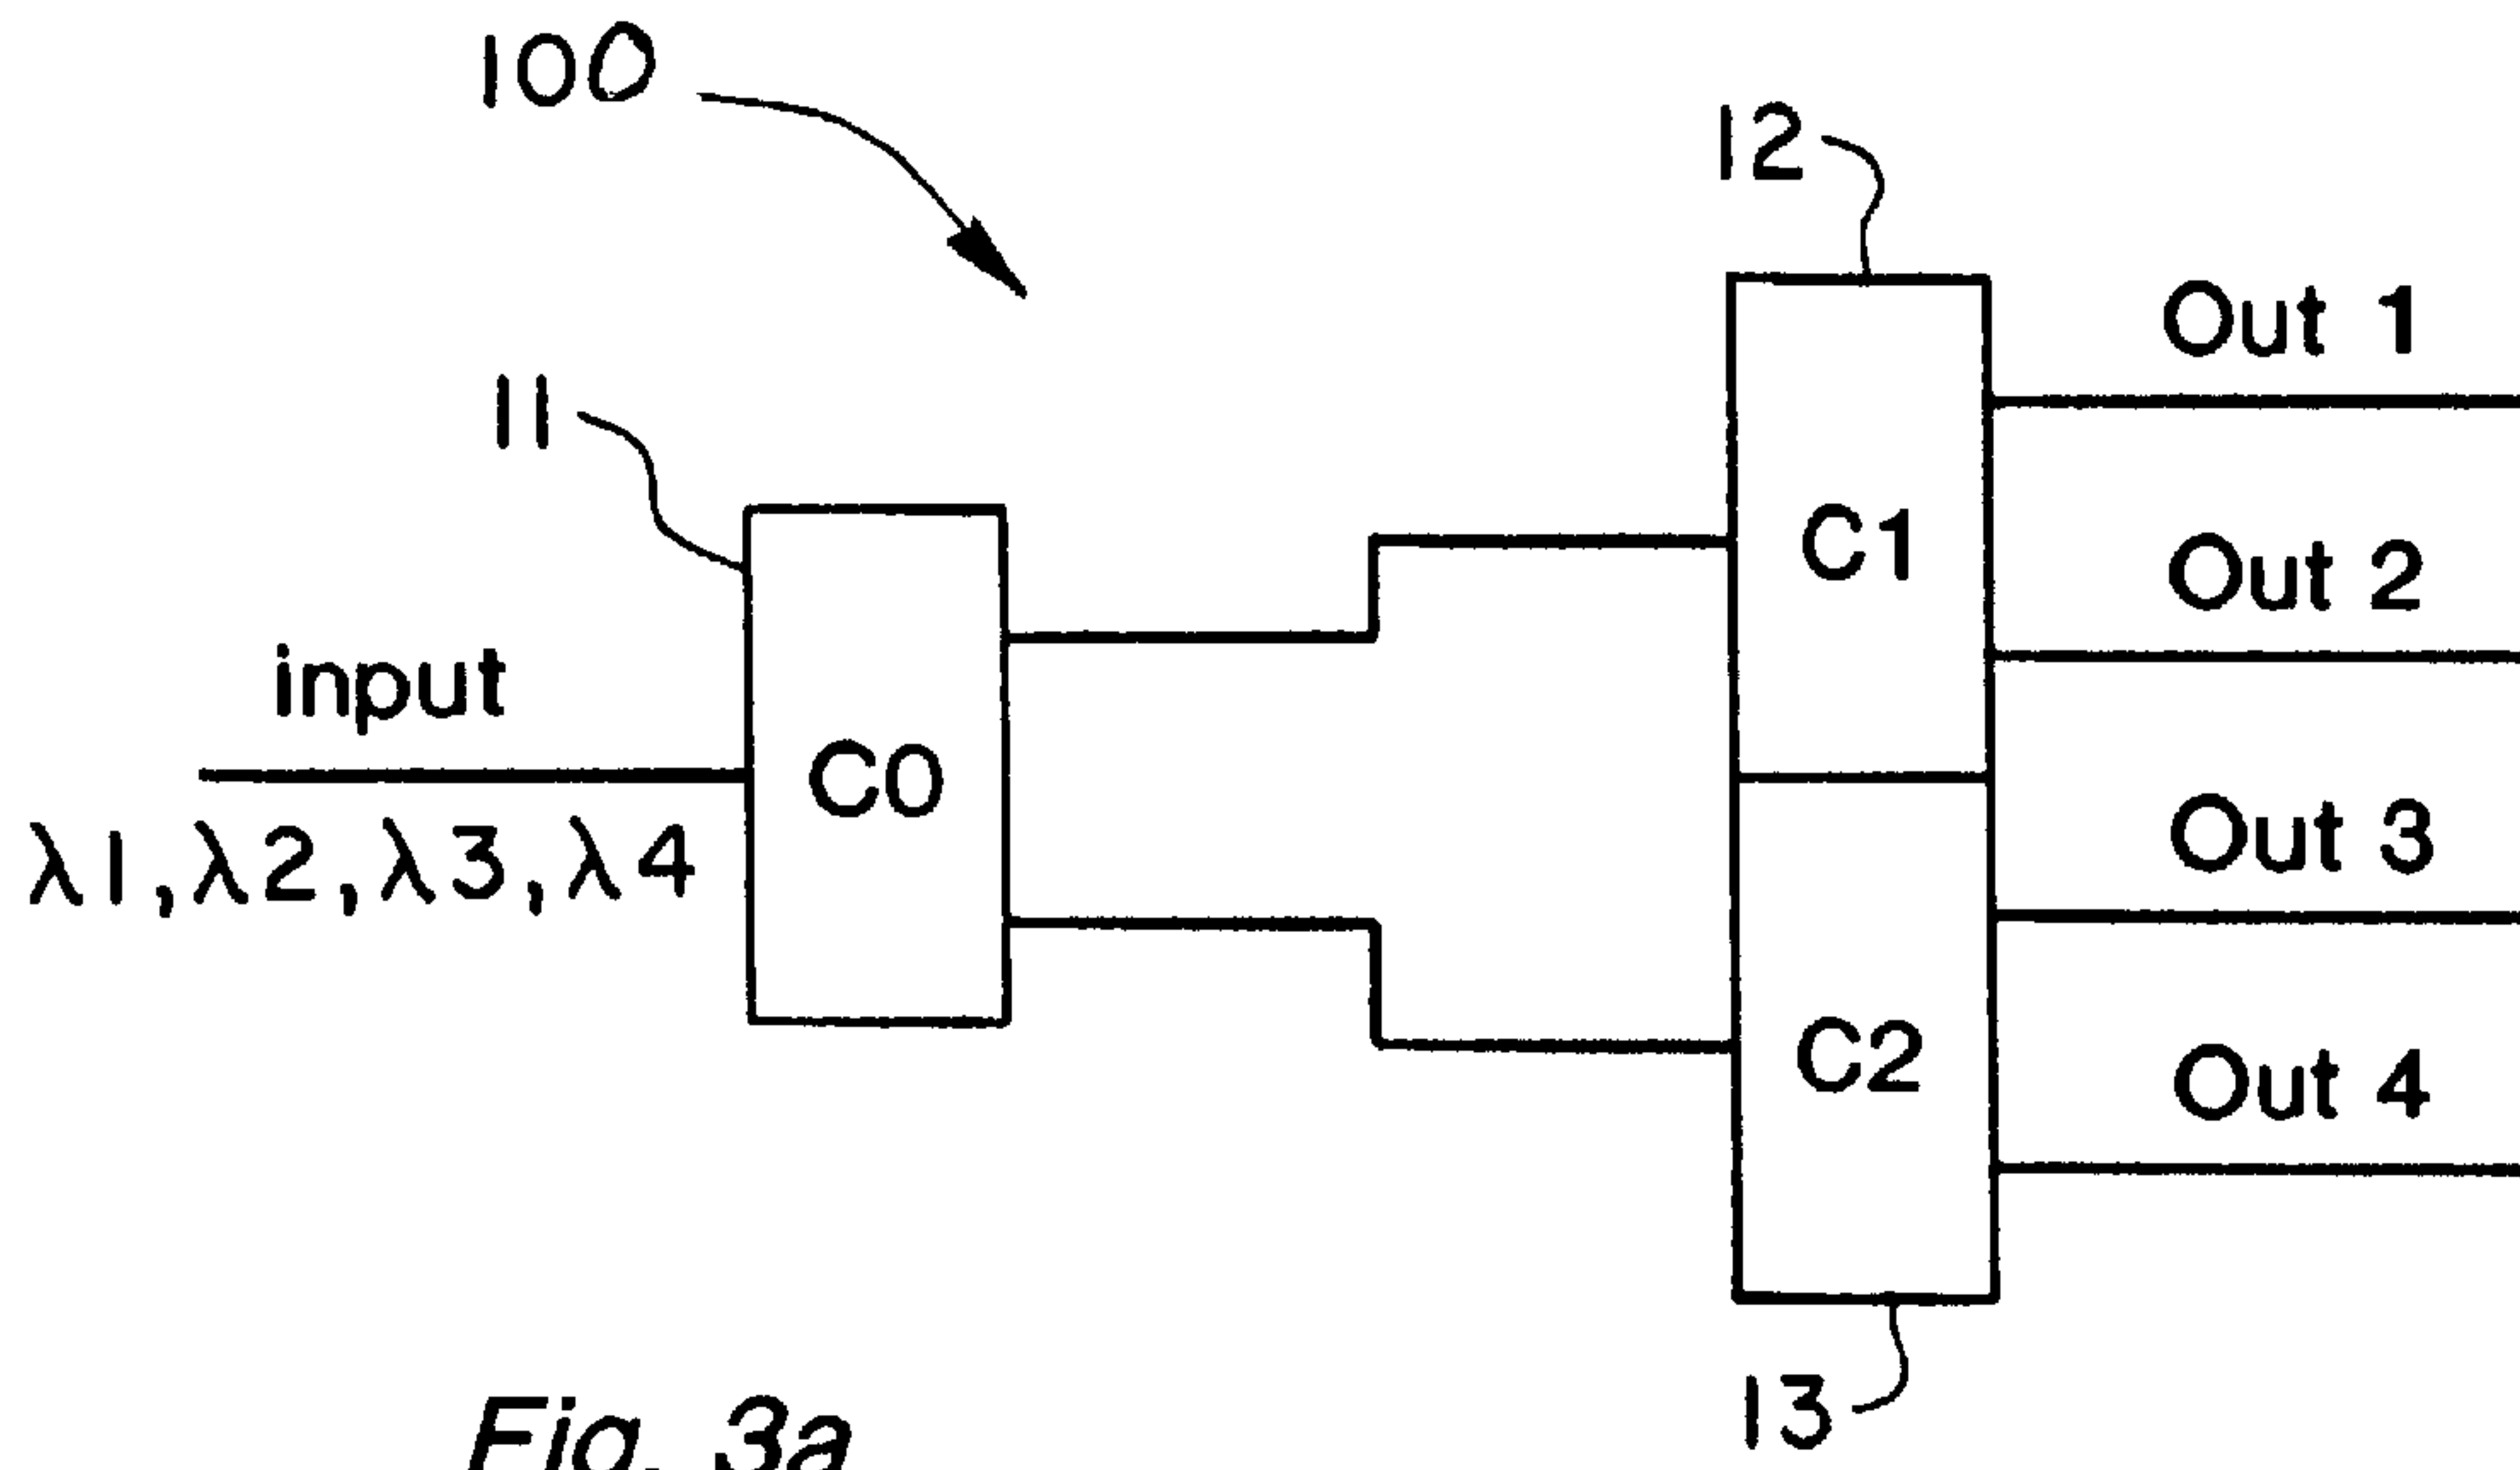 100
12
Out 1
11
C1
Out 2
input
C0
λ1,λ2,λ3,λ4
Out 3
C2
Out 4
13
Fig. 3a